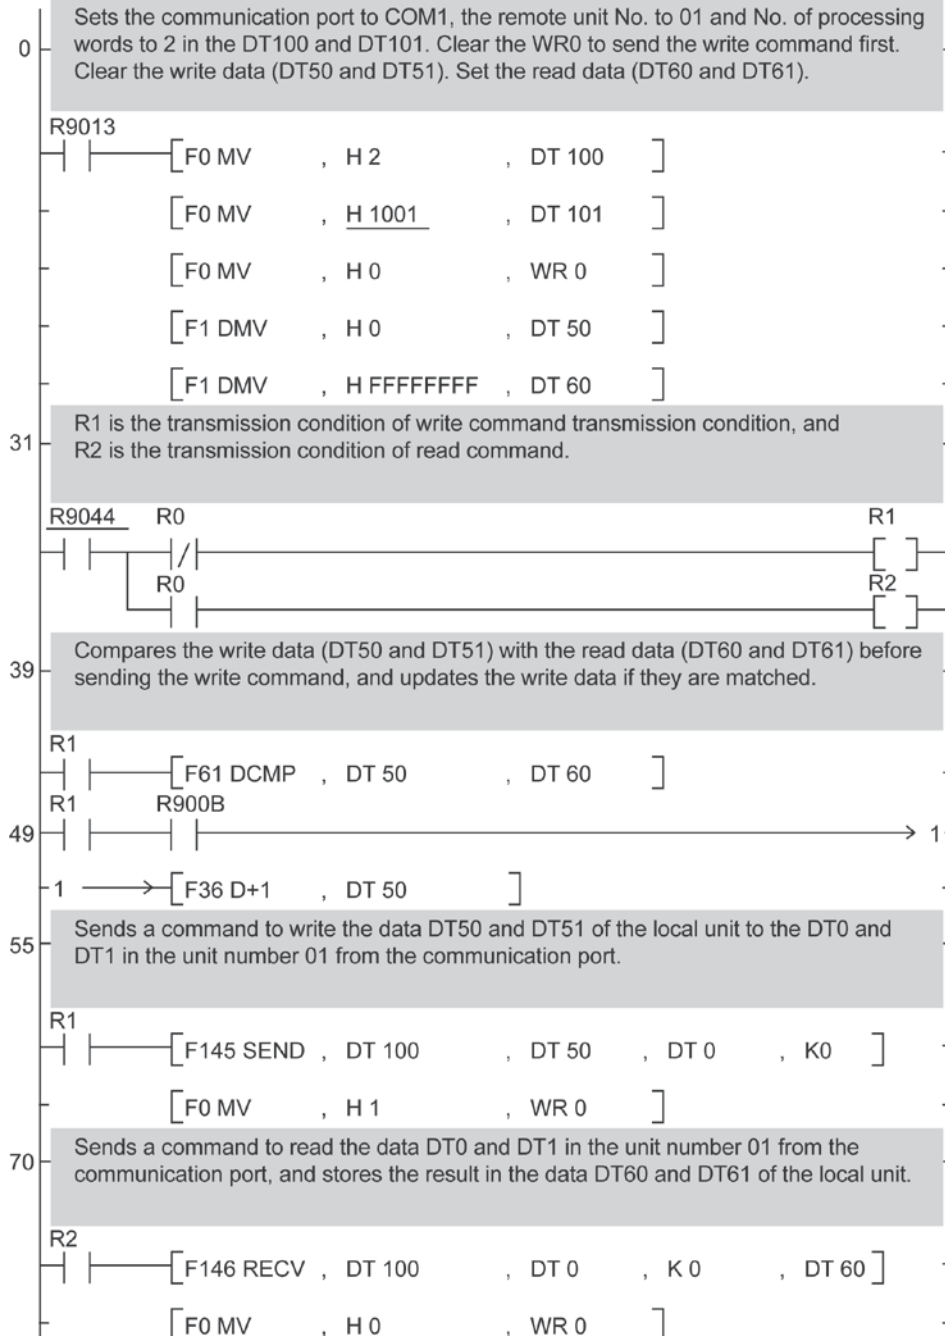 Sets the communication port to COM1, the remote unit No. to 01 and No. of processing
0 words to 2 in the DT100 and DT101. Clear the WR0 to send the write command first.
Clear the write data (DT50 and DT51). Set the read data (DT60 and DT61).
R9013
[F0 MV , H 2 , DT 100 ]
[F0 MV , H 1001 , DT 101 ]
[F0 MV , H 0 , WR 0 ]
[F1 DMV , H 0 , DT 50 ]
[F1 DMV , H FFFFFFFF , DT 60 ]
R1 is the transmission condition of write command transmission condition, and
31 R2 is the transmission condition of read command.
R9044 R0 R1
R0 R2
Compares the write data (DT50 and DT51) with the read data (DT60 and DT61) before
39 sending the write command, and updates the write data if they are matched.
R1
[F61 DCMP , DT 50 , DT 60 ]
R1 R900B
49 1
1 [F36 D+1 , DT 50 ]
Sends a command to write the data DT50 and DT51 of the local unit to the DT0 and
55 DT1 in the unit number 01 from the communication port.
R1
[F145 SEND , DT 100 , DT 50 , DT 0 , K0 ]
[F0 MV , H 1 , WR 0 ]
Sends a command to read the data DT0 and DT1 in the unit number 01 from the
70 communication port, and stores the result in the data DT60 and DT61 of the local unit.
R2
[F146 RECV , DT 100 , DT 0 , K 0 , DT 60 ]
[F0 MV , H 0 , WR 0 ]